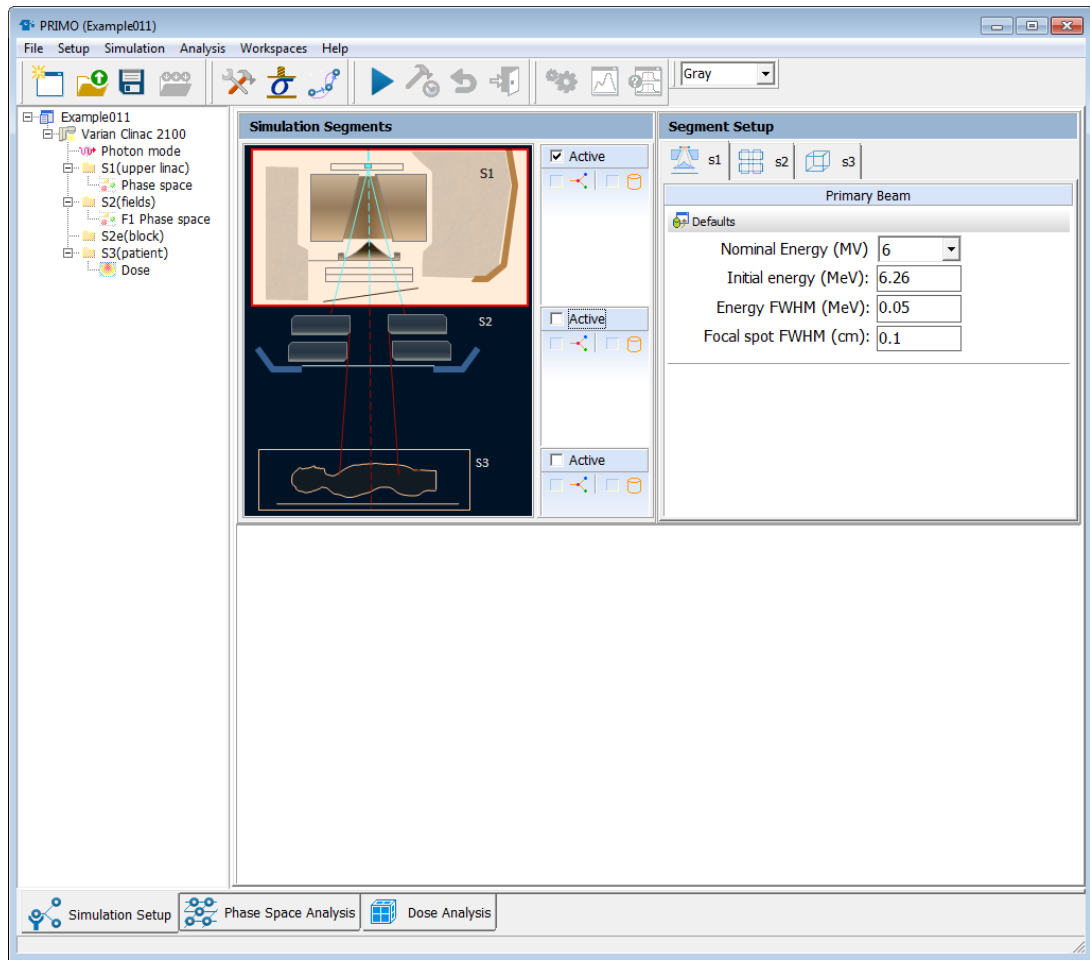 PRIMO (Example011)
File Setup Simulation Analysis Workspaces Help
Gray
Example011
Varian Clinac 2100
Photon mode
S1(upper linac)
Phase space
S2(fields)
F1 Phase space
S2e(block)
S3(patient)
Dose
Simulation Segments
S1
Active
S2
Active
S3
Active
Segment Setup
s1 s2 s3
Primary Beam
Defaults
Nominal Energy (MV) 6
Initial energy (MeV): 6.26
Energy FWHM (MeV): 0.05
Focal spot FWHM (cm): 0.1
Simulation Setup Phase Space Analysis Dose Analysis